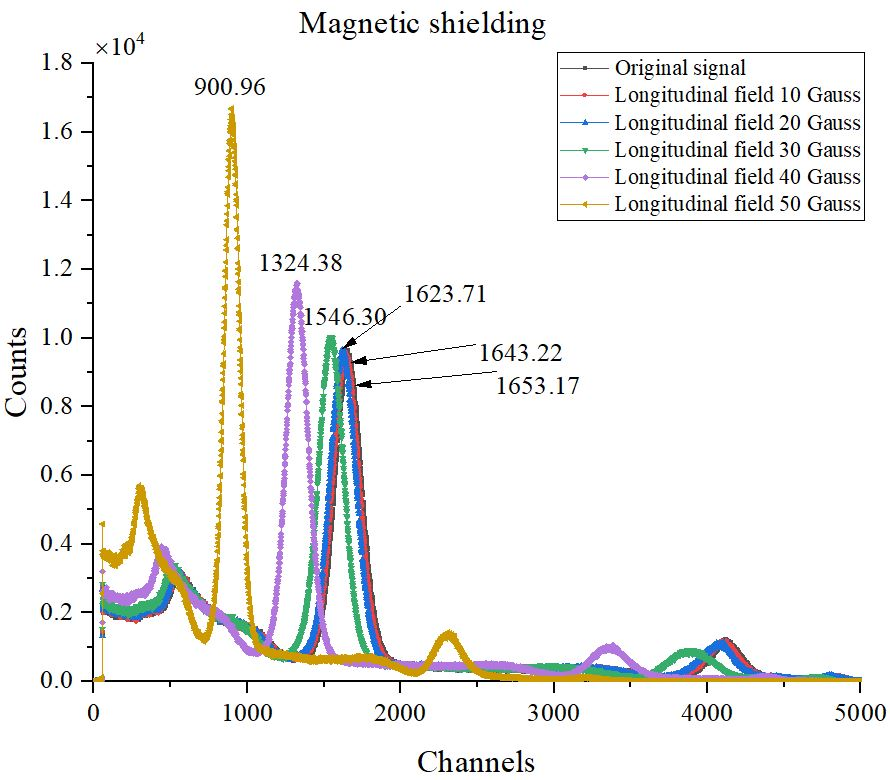 Magnetic shielding
×10⁴
1.8
1.6
1.4
1.2
1.0
0.8
0.6
0.4
0.2
0.0
Counts
900.96
1324.38
1546.30
1623.71
1643.22
1653.17
Original signal
Longitudinal field 10 Gauss
Longitudinal field 20 Gauss
Longitudinal field 30 Gauss
Longitudinal field 40 Gauss
Longitudinal field 50 Gauss
0 1000 2000 3000 4000 5000
Channels